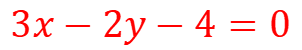 3x − 2y − 4 = 0